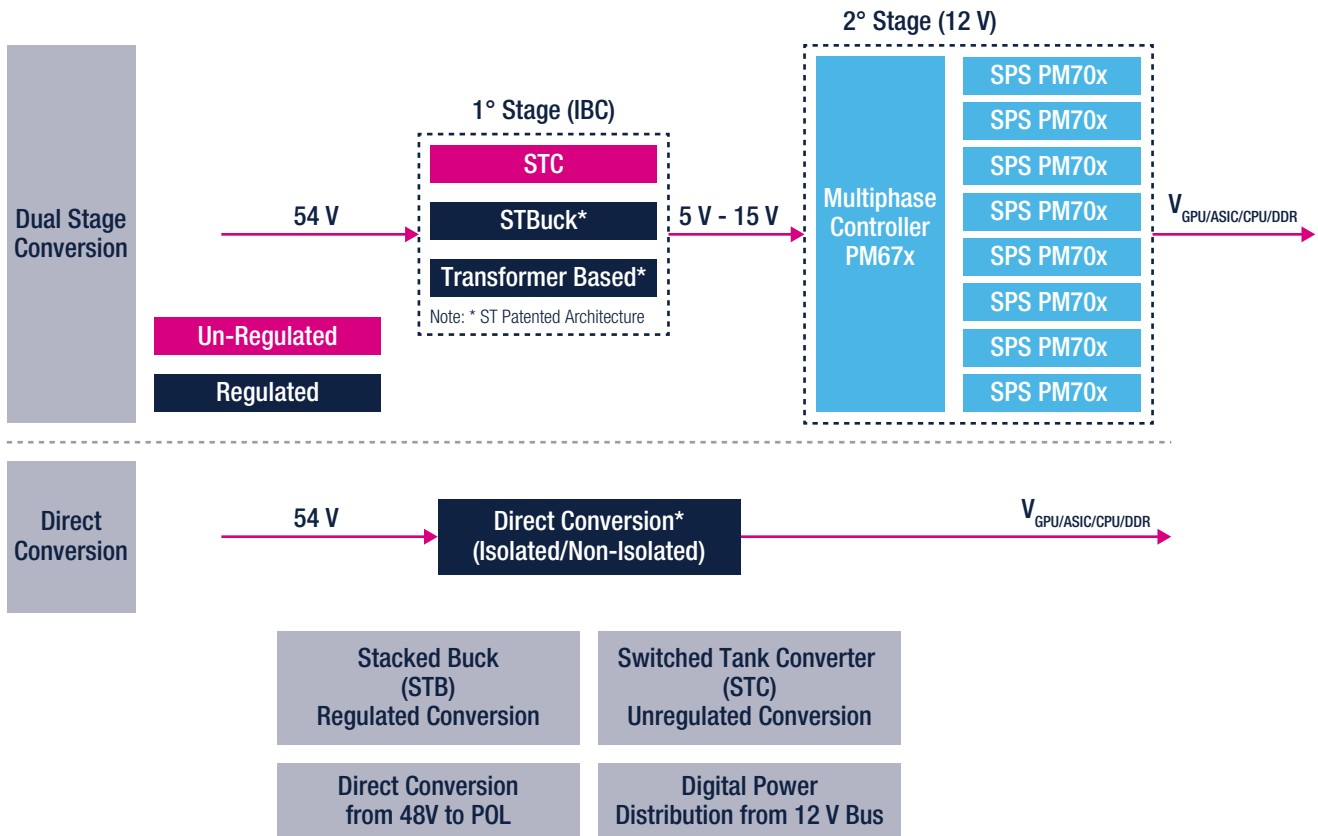 2° Stage (12 V)
1° Stage (IBC)
Dual Stage
Conversion
54 V
STC
STBuck*
Transformer Based*
Note: * ST Patented Architecture
5 V - 15 V
Multiphase
Controller
PM67x
SPS PM70x
SPS PM70x
SPS PM70x
SPS PM70x
SPS PM70x
SPS PM70x
SPS PM70x
SPS PM70x
V GPU/ASIC/CPU/DDR
Un-Regulated
Regulated
Direct
Conversion
54 V
Direct Conversion*
(Isolated/Non-Isolated)
V GPU/ASIC/CPU/DDR
Stacked Buck
(STB)
Regulated Conversion
Switched Tank Converter
(STC)
Unregulated Conversion
Direct Conversion
from 48V to POL
Digital Power
Distribution from 12 V Bus